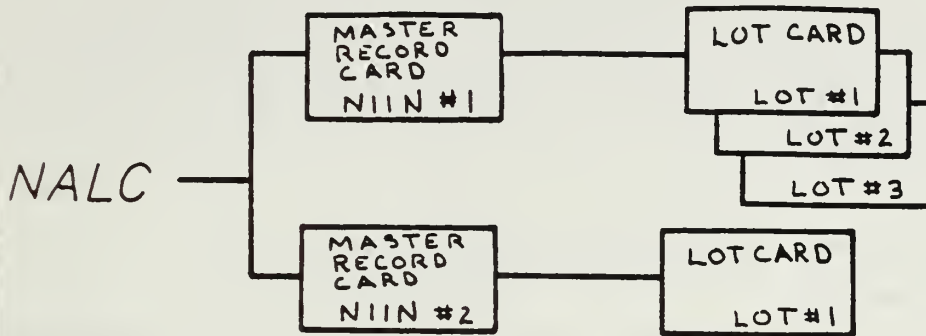 NALC
MASTER
RECORD
CARD
NIIN #1
LOT CARD
LOT #1
LOT #2
LOT #3
MASTER
RECORD
CARD
NIIN #2
LOT CARD
LOT #1